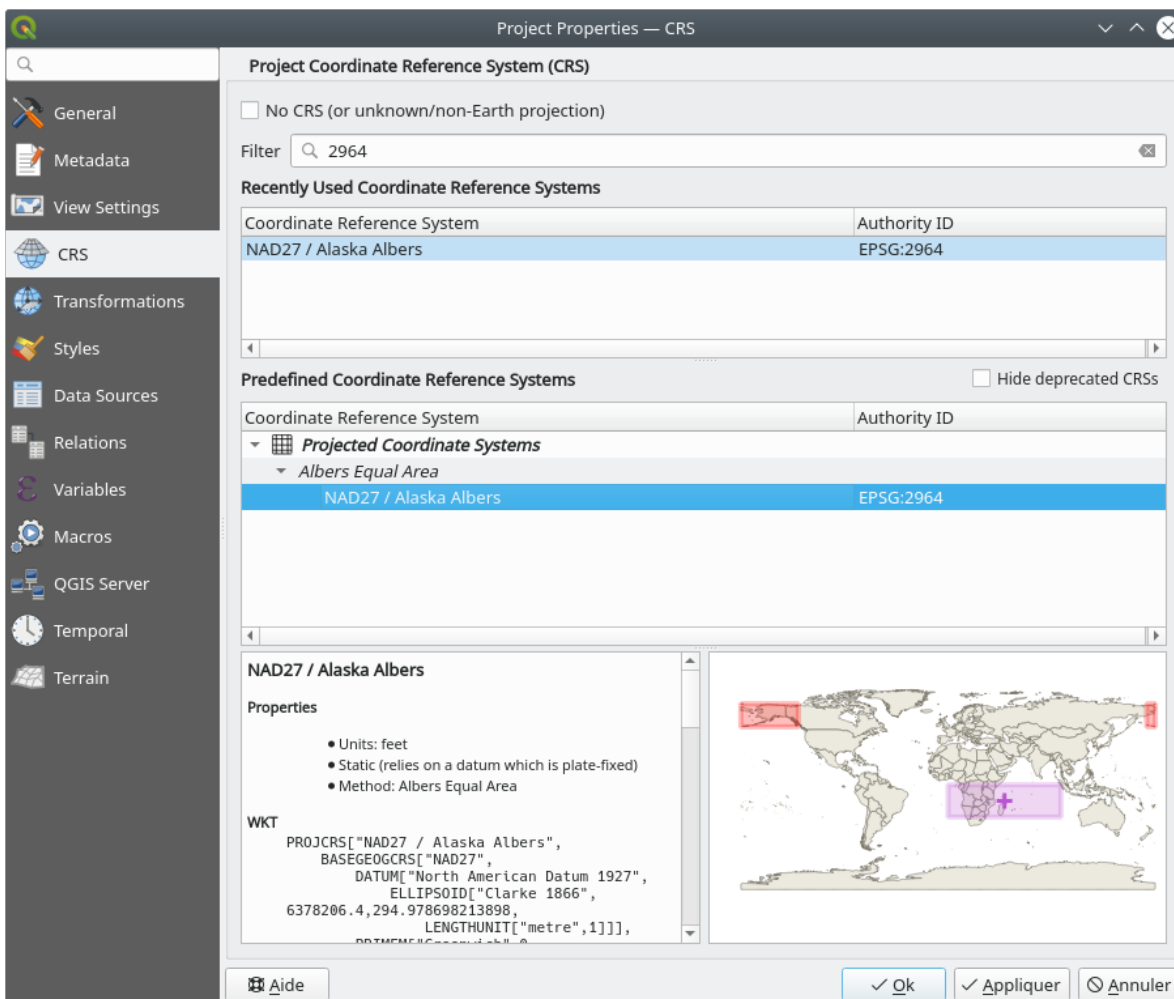 Project Properties — CRS
Project Coordinate Reference System (CRS)
General
Metadata
View Settings
CRS
Transformations
Styles
Data Sources
Relations
Variables
Macros
QGIS Server
Temporal
Terrain
No CRS (or unknown/non-Earth projection)
Filter 2964
Recently Used Coordinate Reference Systems
Coordinate Reference System Authority ID
NAD27 / Alaska Albers EPSG:2964
Predefined Coordinate Reference Systems Hide deprecated CRSs
Coordinate Reference System Authority ID
Projected Coordinate Systems
Albers Equal Area
NAD27 / Alaska Albers EPSG:2964
NAD27 / Alaska Albers
Properties
• Units: feet
• Static (relies on a datum which is plate-fixed)
• Method: Albers Equal Area
WKT
PROJCRS["NAD27 / Alaska Albers",
BASEGEOGCRS["NAD27",
DATUM["North American Datum 1927",
ELLIPSOID["Clarke 1866",
6378206.4,294.978698213898,
LENGTHUNIT["metre",1]]],
Aide Ok Appliquer Annuler